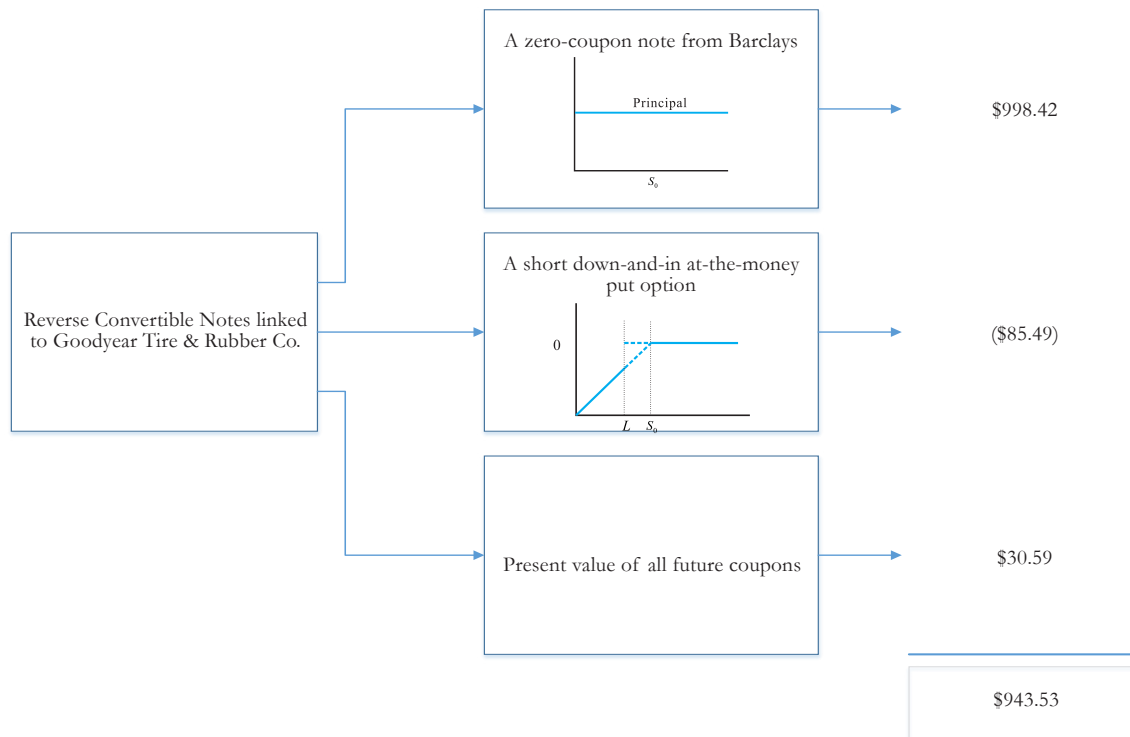 A zero-coupon note from Barclays
Principal
S₀
$998.42
Reverse Convertible Notes linked
to Goodyear Tire & Rubber Co.
A short down-and-in at-the-money
put option
0
L S₀
($85.49)
Present value of all future coupons
$30.59
$943.53